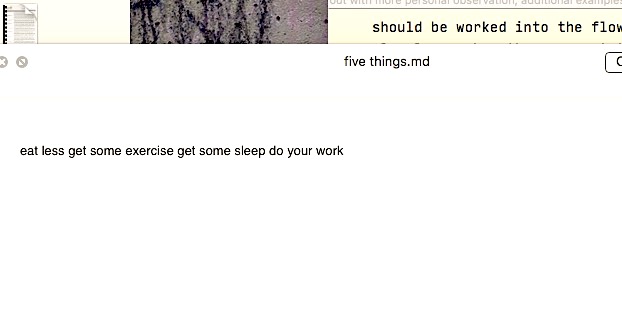 out with more personal observation, additional examples
should be worked into the flow
five things.md
eat less get some exercise get some sleep do your work